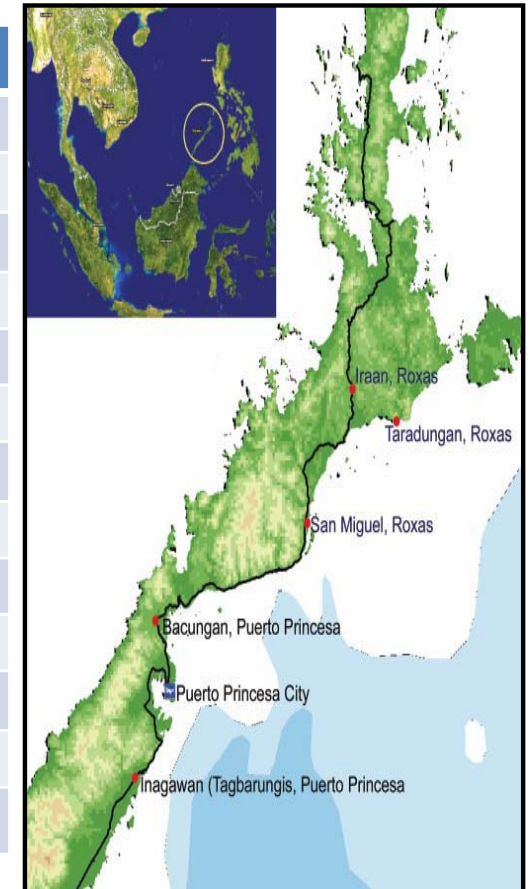 Iraan, Roxas
Taradungan, Roxas
San Miguel, Roxas
Bacungan, Puerto Princesa
Puerto Princesa City
Inagawan (Tagbarungis, Puerto Princesa